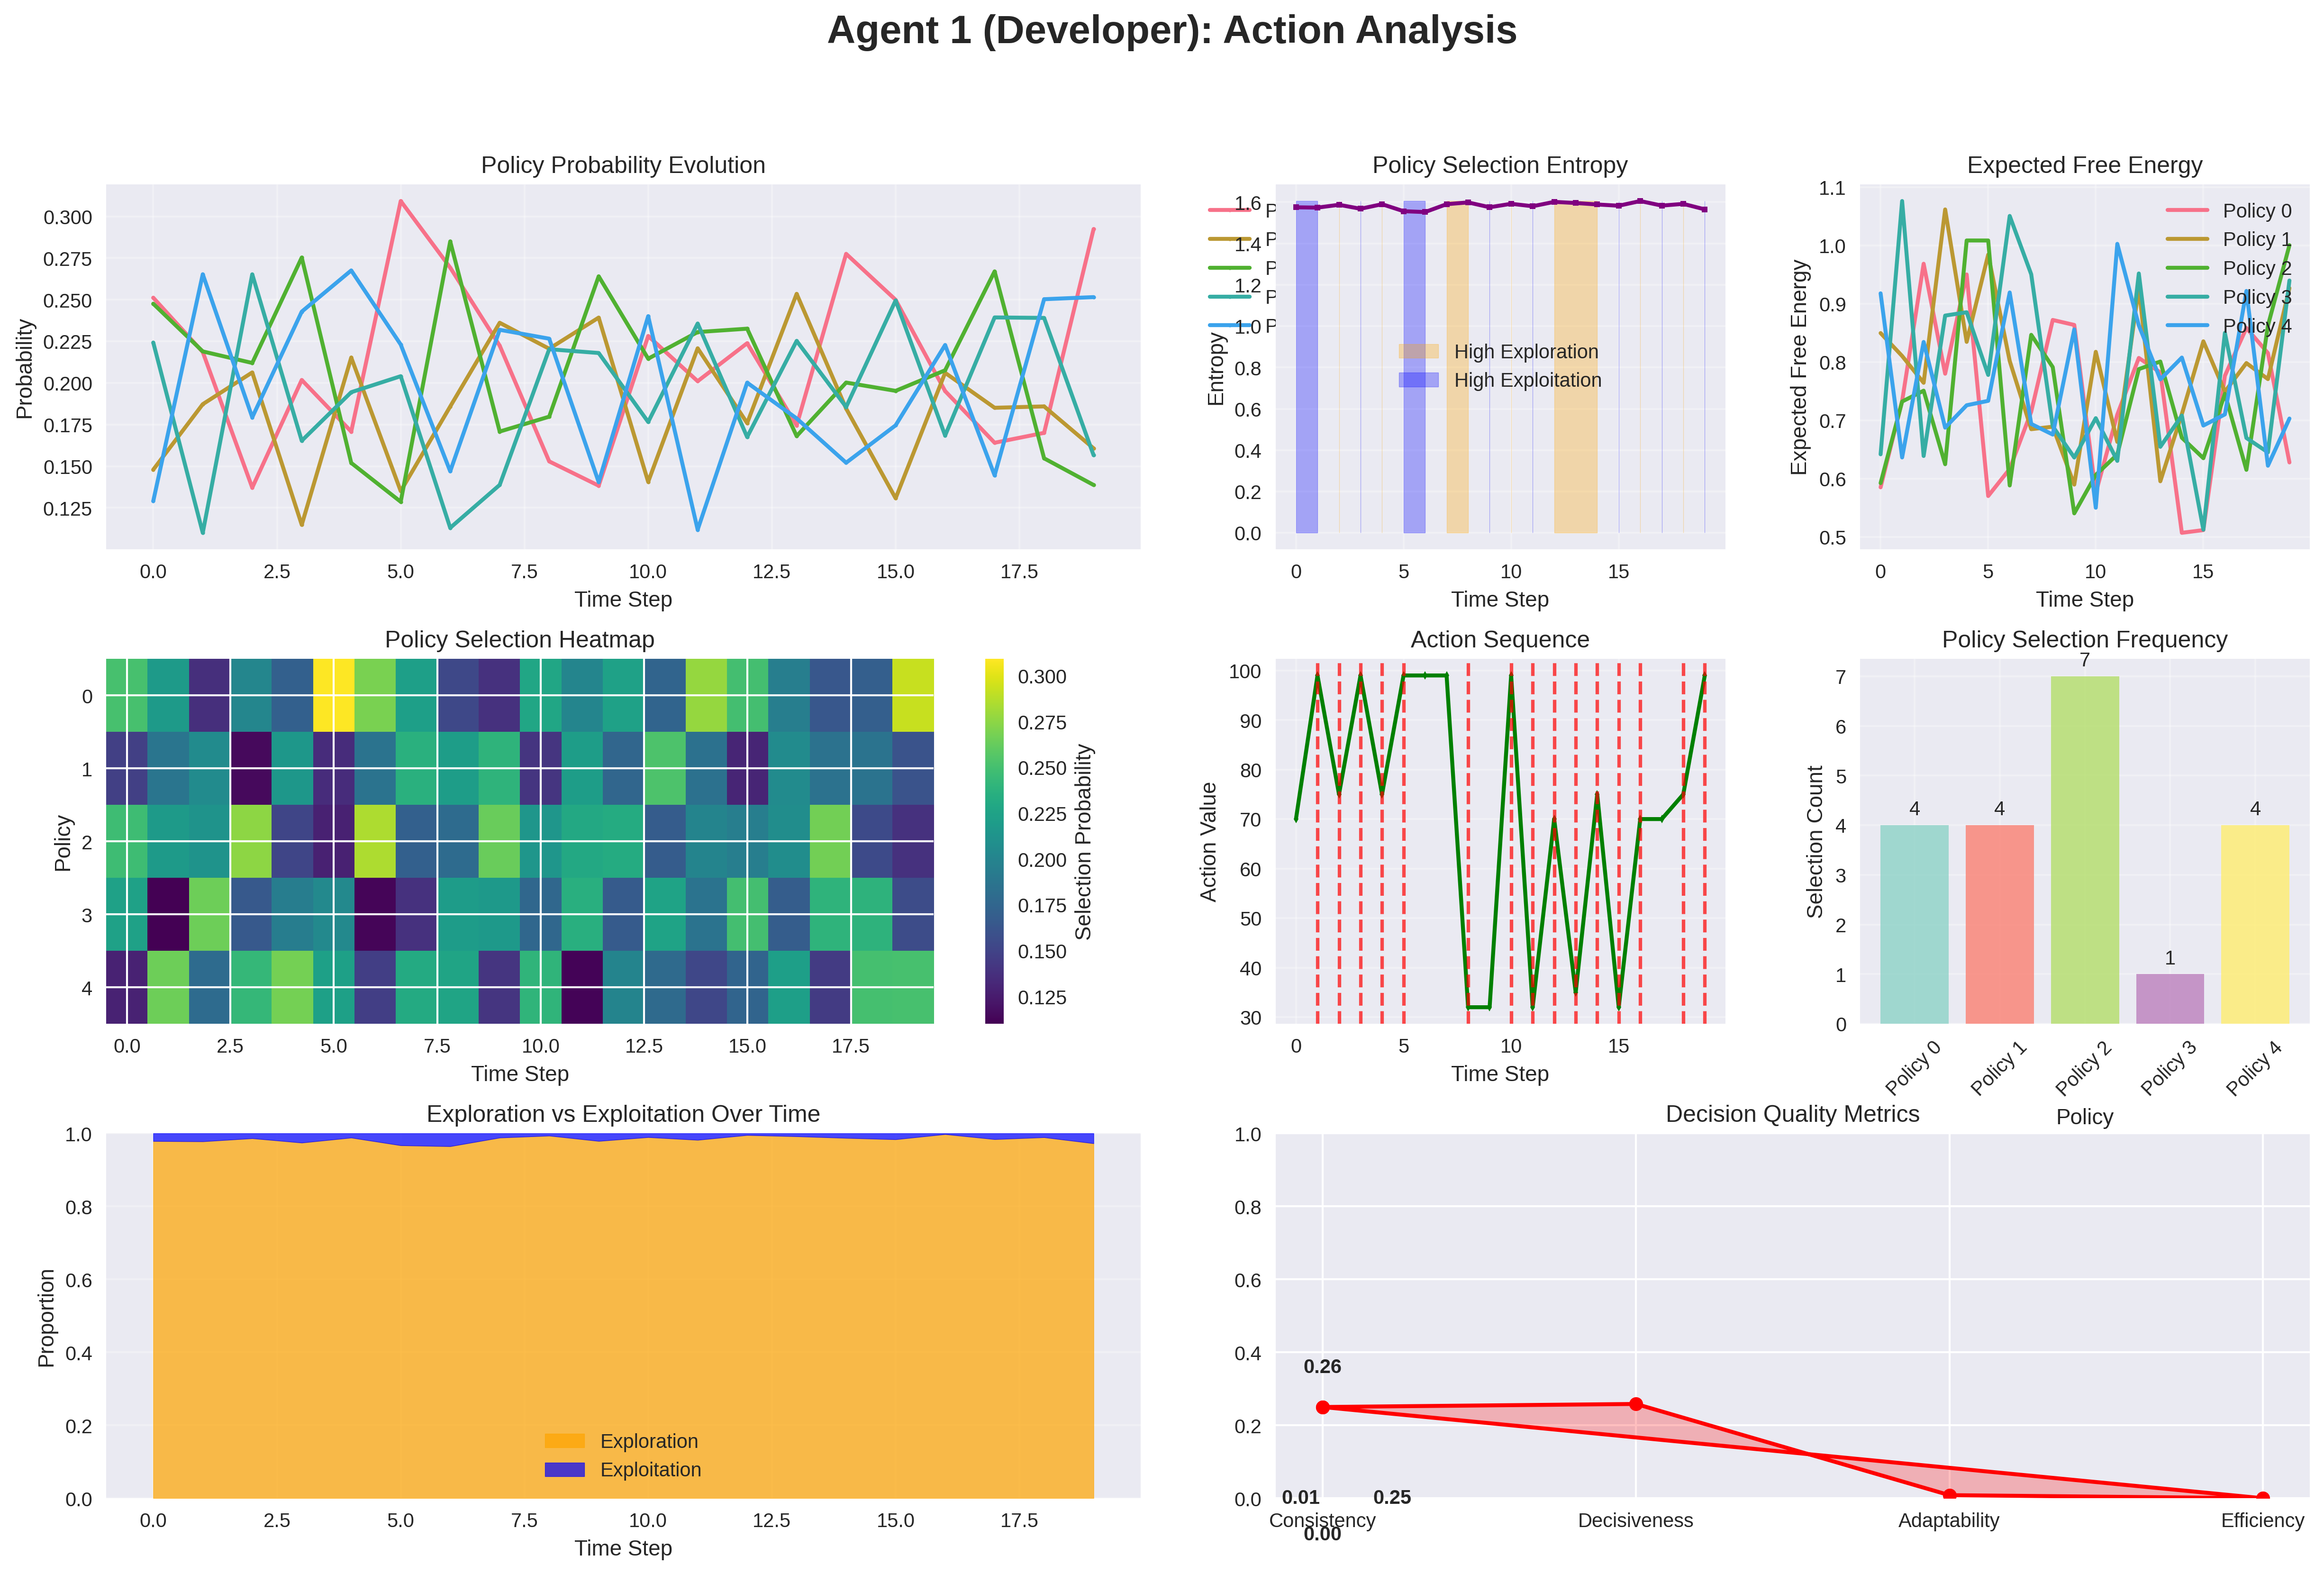 Agent 1 (Developer): Action Analysis
Policy Probability Evolution
Probability
0.300
0.275
0.250
0.225
0.200
0.175
0.150
0.125
0.0 2.5 5.0 7.5 10.0 12.5 15.0 17.5
Time Step
P
P
P
P
P
Policy Selection Entropy
Entropy
1.6
1.4
1.2
1.0
0.8
0.6
0.4
0.2
0.0
High Exploration
High Exploitation
0 5 10 15
Time Step
Expected Free Energy
Expected Free Energy
1.1
1.0
0.9
0.8
0.7
0.6
0.5
Policy 0
Policy 1
Policy 2
Policy 3
Policy 4
0 5 10 15
Time Step
Policy Selection Heatmap
Policy
0
1
2
3
4
0.0 2.5 5.0 7.5 10.0 12.5 15.0 17.5
Time Step
0.300
0.275
0.250
0.225
0.200
0.175
0.150
0.125
Selection Probability
Action Sequence
Action Value
100
90
80
70
60
50
40
30
0 5 10 15
Time Step
Policy Selection Frequency
Selection Count
7
6
5
4
3
2
1
0
4 4 7 1 4
Policy 0 Policy 1 Policy 2 Policy 3 Policy 4
Policy
Exploration vs Exploitation Over Time
Proportion
1.0
0.8
0.6
0.4
0.2
0.0
Exploration
Exploitation
0.0 2.5 5.0 7.5 10.0 12.5 15.0 17.5
Time Step
Decision Quality Metrics
1.0
0.8
0.6
0.4
0.2
0.0
0.26
0.01 0.25
0.00
Consistency Decisiveness Adaptability Efficiency